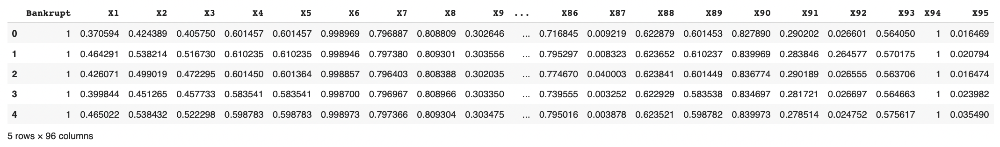 Bankrupt X1 X2 X3 X4 X5 X6 X7 X8 X9 ... X86 X87 X88 X89 X90 X91 X92 X93 X94 X95
0 1 0.370594 0.424389 0.405750 0.601457 0.601457 0.998969 0.796887 0.808809 0.302646 ... 0.716845 0.009219 0.622879 0.601453 0.827890 0.290202 0.026601 0.564050 1 0.016469
1 1 0.464291 0.538214 0.516730 0.610235 0.610235 0.998946 0.797380 0.809301 0.303556 ... 0.795297 0.008323 0.623652 0.610237 0.839969 0.283846 0.264577 0.570175 1 0.020794
2 1 0.426071 0.499019 0.472295 0.601450 0.601364 0.998857 0.796403 0.808388 0.302035 ... 0.774670 0.040003 0.623841 0.601449 0.836774 0.290189 0.026555 0.563706 1 0.016474
3 1 0.399844 0.451265 0.457733 0.583541 0.583541 0.998700 0.796967 0.808966 0.303350 ... 0.739555 0.003252 0.622929 0.583538 0.834697 0.281721 0.026697 0.564663 1 0.023982
4 1 0.465022 0.538432 0.522298 0.598783 0.598783 0.998973 0.797366 0.809304 0.303475 ... 0.795016 0.003878 0.623521 0.598782 0.839973 0.278514 0.024752 0.575617 1 0.035490
5 rows × 96 columns